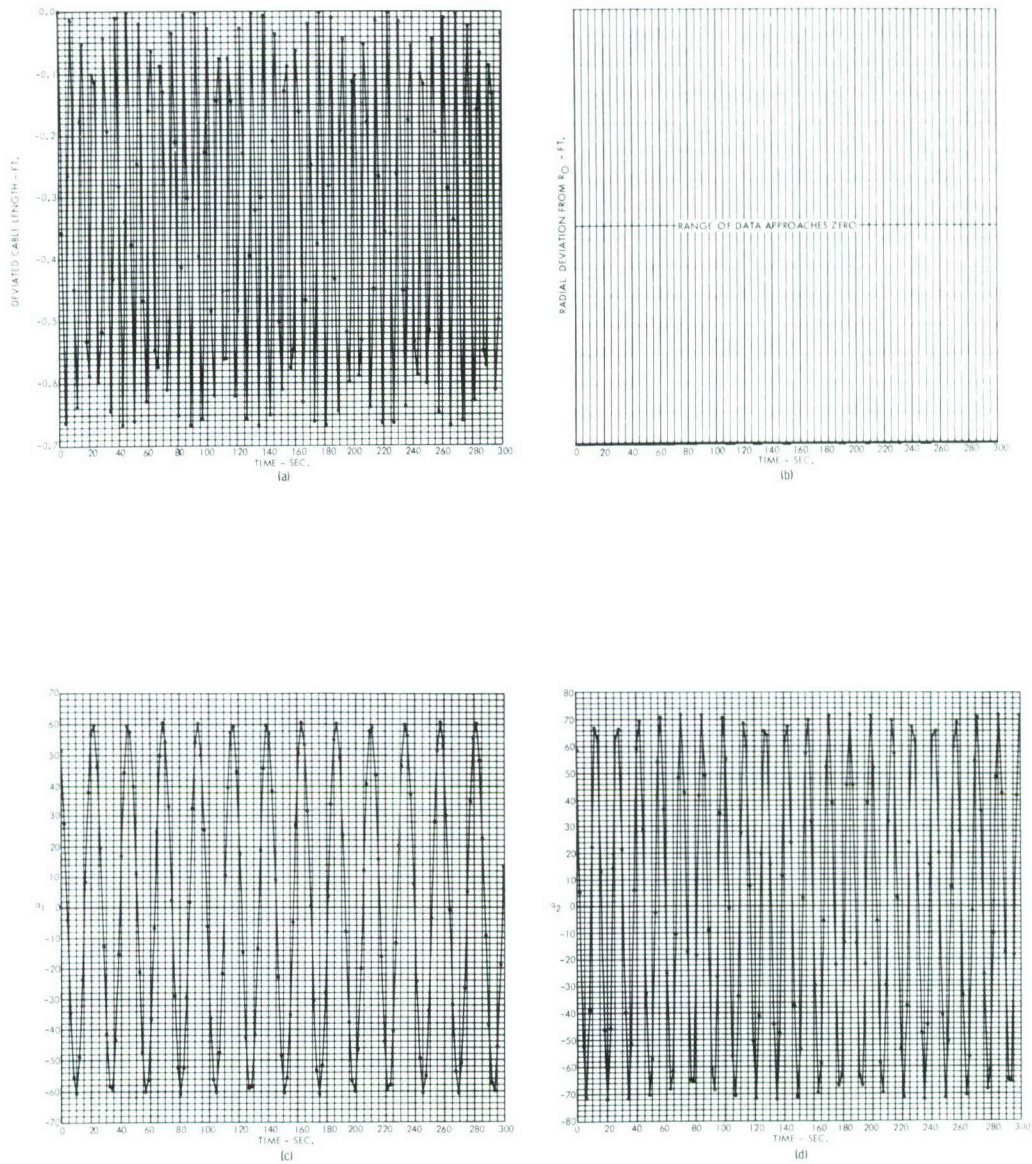 0.0
-0.1
-0.2
-0.3
-0.4
-0.5
-0.6
-0.7
DEVIATED CABLE LENGTH - FT.
0 20 40 60 80 100 120 140 160 180 200 220 240 260 280 300
TIME - SEC.
(a)
RADIAL DEVIATION FROM R0 - FT.
RANGE OF DATA APPROACHES ZERO
0 20 40 60 80 100 120 140 160 180 200 220 240 260 280 300
TIME - SEC.
(b)
70
60
50
40
30
20
10
a1 0
-10
-20
-30
-40
-50
-60
-70
0 20 40 60 80 100 120 140 160 180 200 220 240 260 280 300
TIME - SEC.
(c)
80
70
60
50
40
30
20
10
a2 0
-10
-20
-30
-40
-50
-60
-70
-80
0 20 40 60 80 100 120 140 160 180 200 220 240 260 280 300
TIME - SEC.
(d)